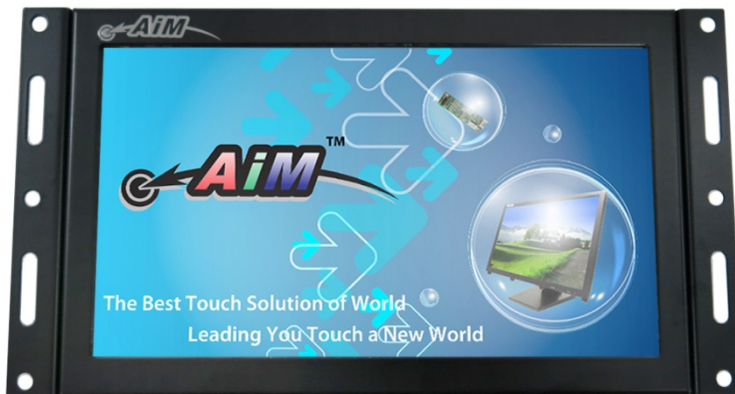 AiM
AiM™
The Best Touch Solution of World
Leading You Touch a New World